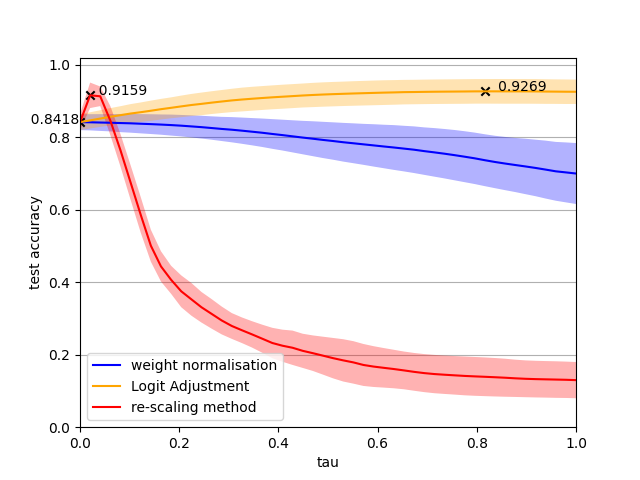 1.0
0.9159
0.9269
0.8418
0.8
0.6
0.4
0.2
0.0
test accuracy
weight normalisation
Logit Adjustment
re-scaling method
0.0 0.2 0.4 0.6 0.8 1.0
tau